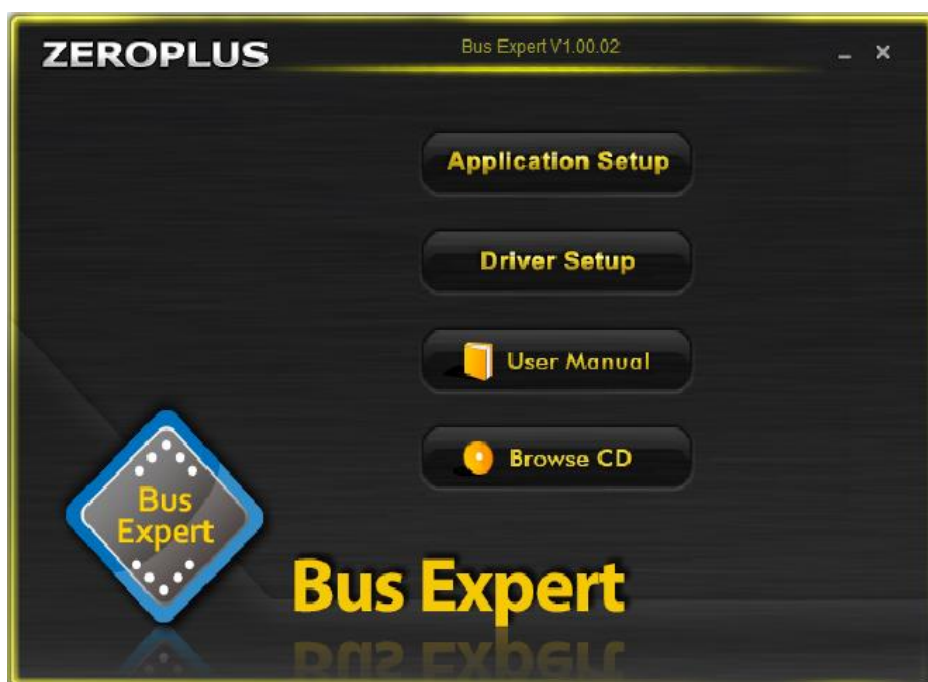 ZEROPLUS
Bus Expert V1.00.02
Application Setup
Driver Setup
User Manual
Browse CD
Bus
Expert
Bus Expert